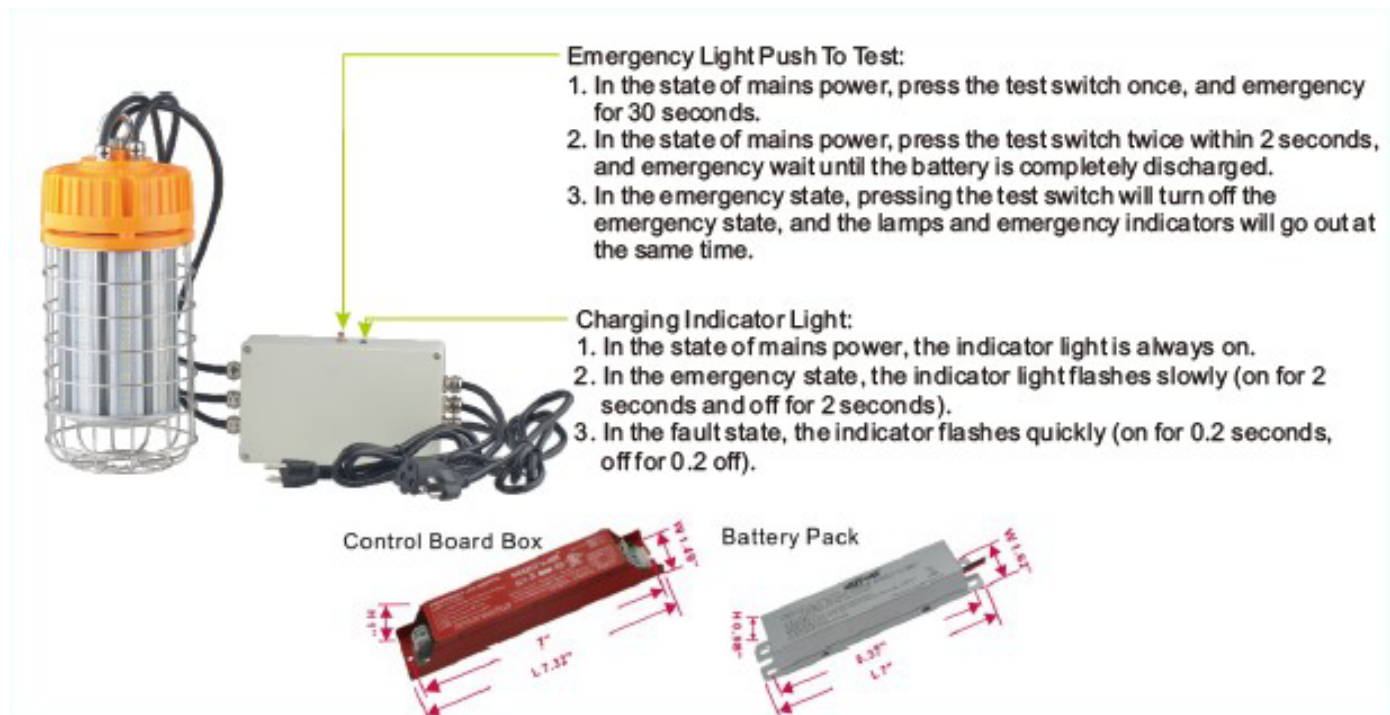 Emergency Light Push To Test:
1. In the state of mains power, press the test switch once, and emergency
for 30 seconds.
2. In the state of mains power, press the test switch twice within 2 seconds,
and emergency wait until the battery is completely discharged.
3. In the emergency state, pressing the test switch will turn off the
emergency state, and the lamps and emergency indicators will go out at
the same time.
Charging Indicator Light:
1. In the state of mains power, the indicator light is always on.
2. In the emergency state, the indicator light flashes slowly (on for 2
seconds and off for 2 seconds).
3. In the fault state, the indicator flashes quickly (on for 0.2 seconds,
off for 0.2 off).
Control Board Box
W 1.49"
H 1"
7"
L 7.32"
Battery Pack
W 1.62"
H 0.98"
L 7"